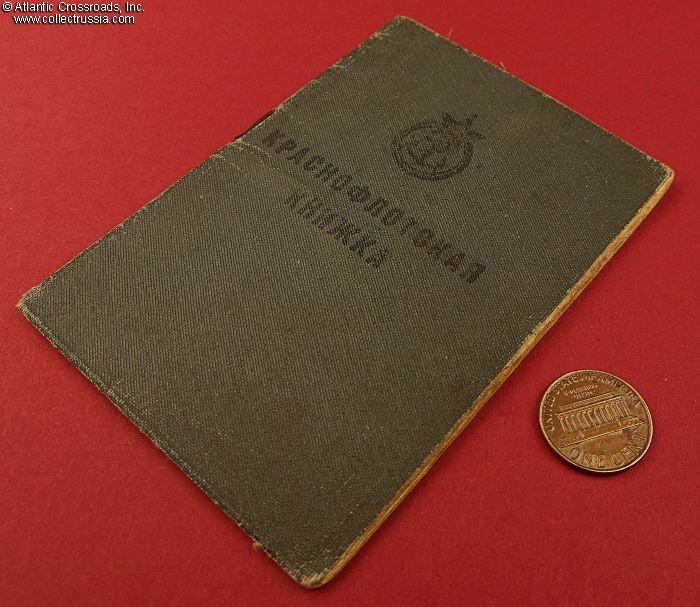 © Atlantic Crossroads, Inc.
www.collectrussia.com
КРАСНОФЛОТСКАЯ
КНИЖКА
UNITED STATES OF AMERICA
ONE CENT